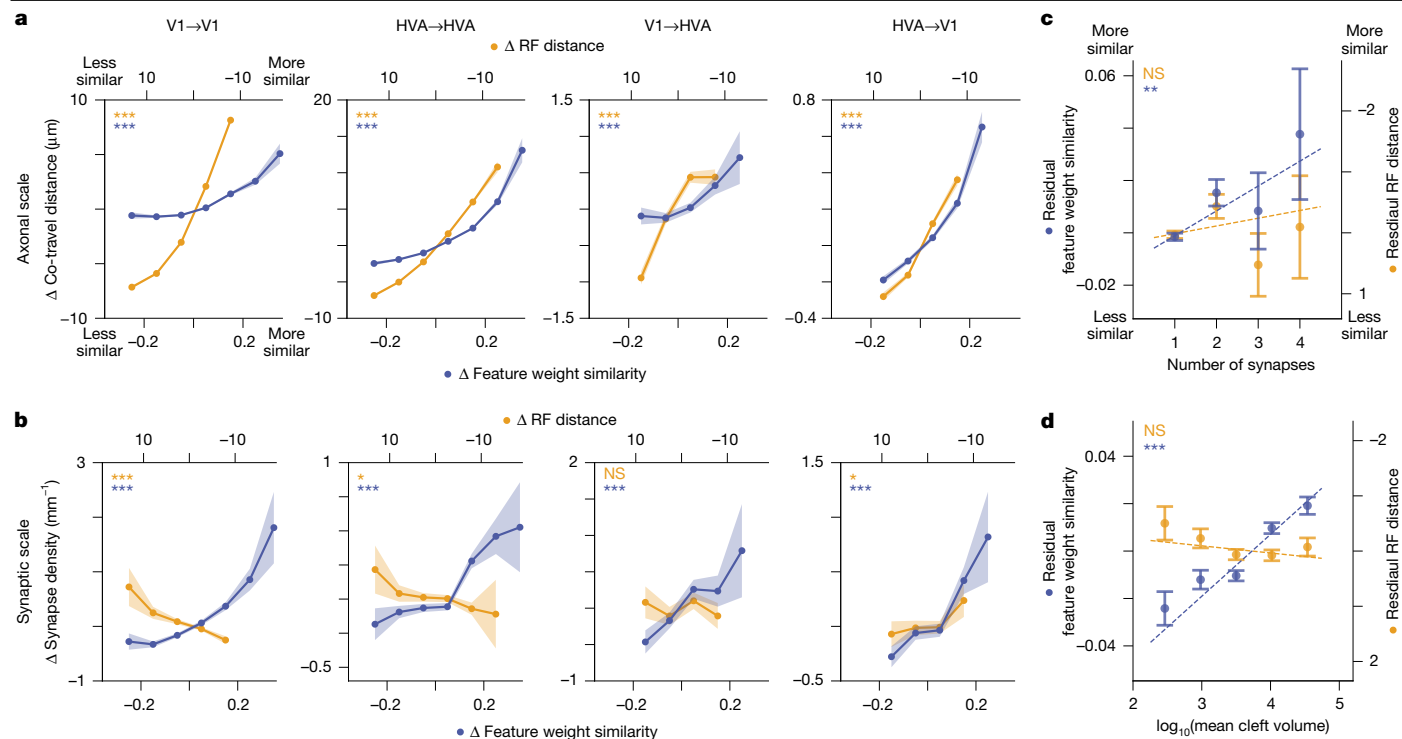 a
V1→V1
HVA→HVA
V1→HVA
HVA→V1
Δ RF distance
Less similar
10
−10
More similar
10
−10
10
−10
10
−10
Axonal scale
Δ Co-travel distance (μm)
10
−10
***
***
20
−10
***
***
1.5
−1.5
***
***
0.8
−0.4
***
***
Less similar
−0.2
0.2
More similar
−0.2
0.2
−0.2
0.2
−0.2
0.2
Δ Feature weight similarity
b
Δ RF distance
10
−10
10
−10
10
−10
10
−10
Synaptic scale
Δ Synapse density (mm−1)
3
−1
***
***
1
−0.5
*
***
2
−1
NS
***
1.5
−0.5
*
***
−0.2
0.2
−0.2
0.2
−0.2
0.2
−0.2
0.2
Δ Feature weight similarity
c
More similar
More similar
0.06
−0.02
NS
**
Residual
feature weight similarity
-2
1
Resdiaul RF distance
Less similar
Less similar
1
2
3
4
Number of synapses
d
0.04
−0.04
NS
***
Residual
feature weight similarity
-2
2
Resdiaul RF distance
2
3
4
5
log10(mean cleft volume)